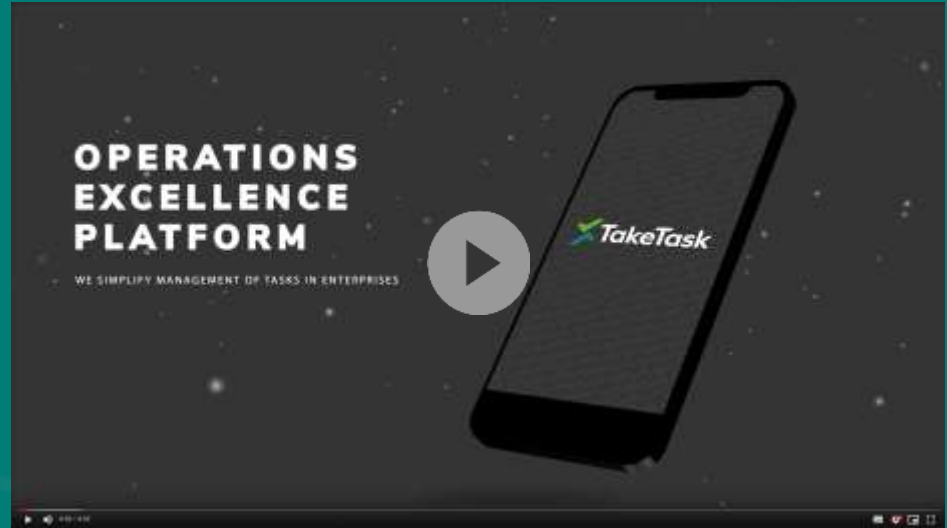 OPERATIONS
EXCELLENCE
PLATFORM
WE SIMPLIFY MANAGEMENT OF TASKS IN ENTERPRISES
TakeTask